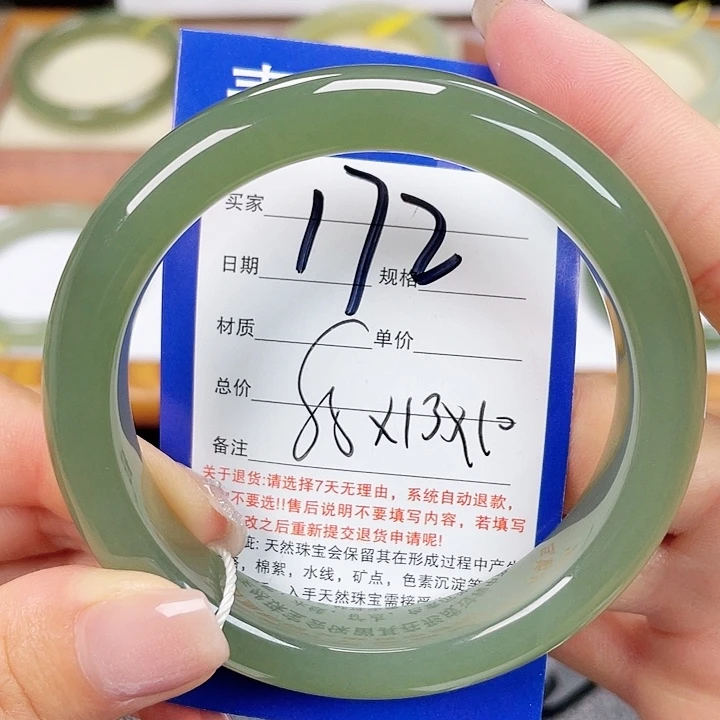 172
买家
日期 规格
材质 单价
总价
58x13x10
备注
关于退货:请选择7天无理由，系统自动退款，
不要选!!售后说明不要填写内容，若填写
改之后重新提交退货申请呢!
疵: 天然珠宝会保留其在形成过程中产生
，棉絮，水线，矿点，色素沉淀等
入手天然珠宝需接受